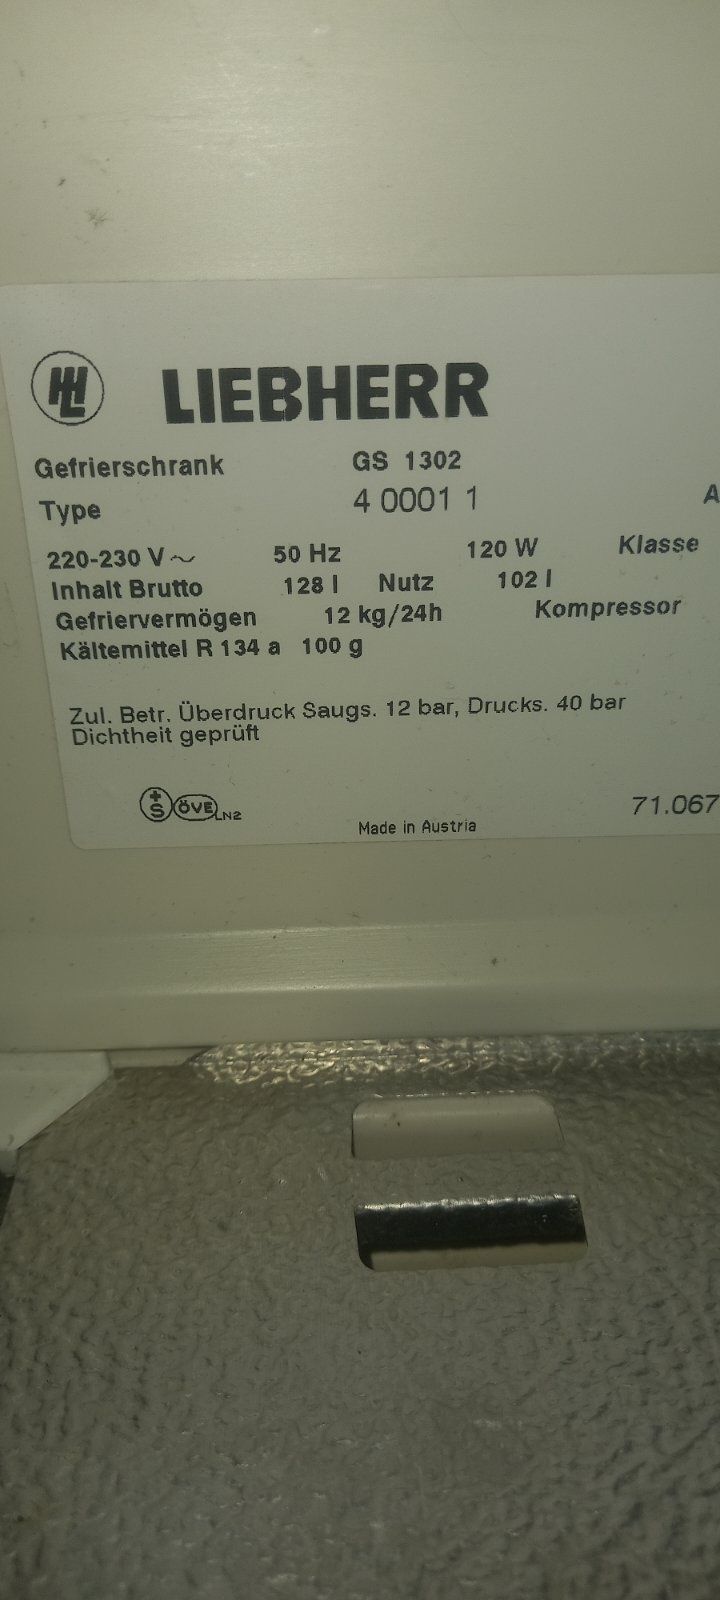 LIEBHERR
Gefrierschrank GS 1302
Type 4 0001 1 A
220-230 V ~ 50 Hz 120 W Klasse
Inhalt Brutto 128 l Nutz 102 l
Gefriervermögen 12 kg/24h Kompressor
Kältemittel R 134 a 100 g
Zul. Betr. Überdruck Saugs. 12 bar, Drucks. 40 bar
Dichtheit geprüft
+S ÖVE LN2
Made in Austria 71.067